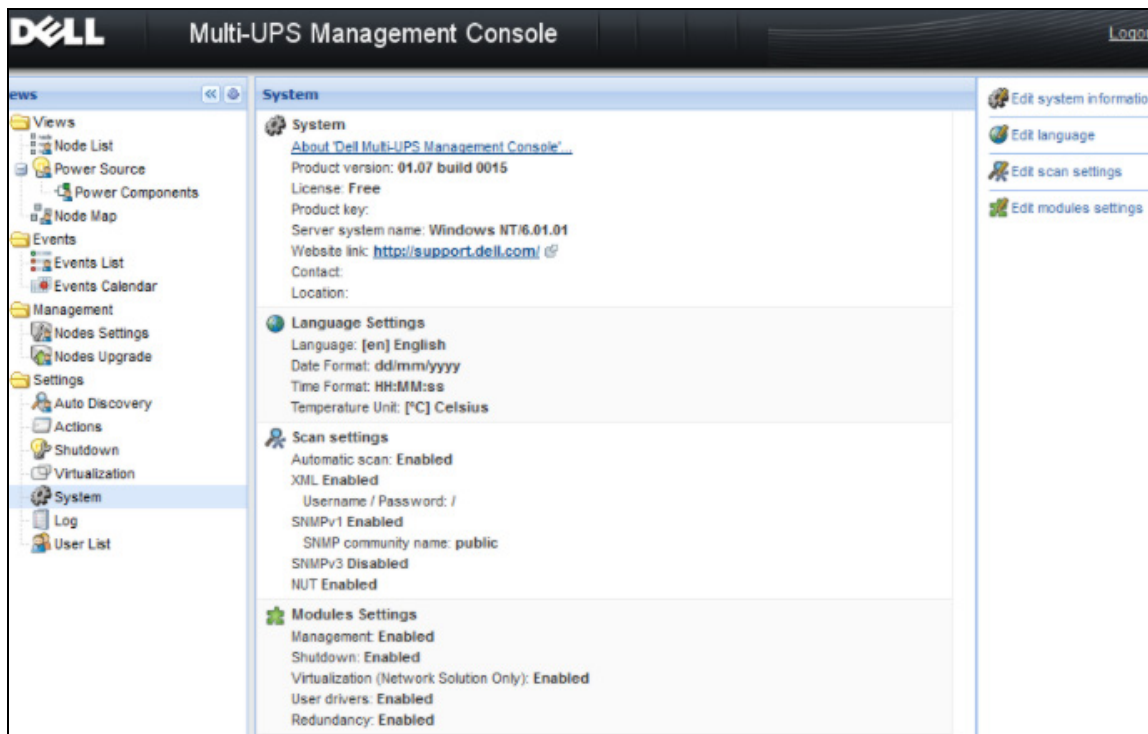 DELL
Multi-UPS Management Console
Logou
ews
Views
Node List
Power Source
Power Components
Node Map
Events
Events List
Events Calendar
Management
Nodes Settings
Nodes Upgrade
Settings
Auto Discovery
Actions
Shutdown
Virtualization
System
Log
User List
System
System
About 'Dell Multi-UPS Management Console'...
Product version: 01.07 build 0015
License: Free
Product key:
Server system name: Windows NT/6.01.01
Website link: http://support.dell.com/
Contact:
Location:
Language Settings
Language: [en] English
Date Format: dd/mm/yyyy
Time Format: HH:MM:ss
Temperature Unit: [°C] Celsius
Scan settings
Automatic scan: Enabled
XML Enabled
Username / Password: /
SNMPv1 Enabled
SNMP community name: public
SNMPv3 Disabled
NUT Enabled
Modules Settings
Management: Enabled
Shutdown: Enabled
Virtualization (Network Solution Only): Enabled
User drivers: Enabled
Redundancy: Enabled
Edit system informatio
Edit language
Edit scan settings
Edit modules settings